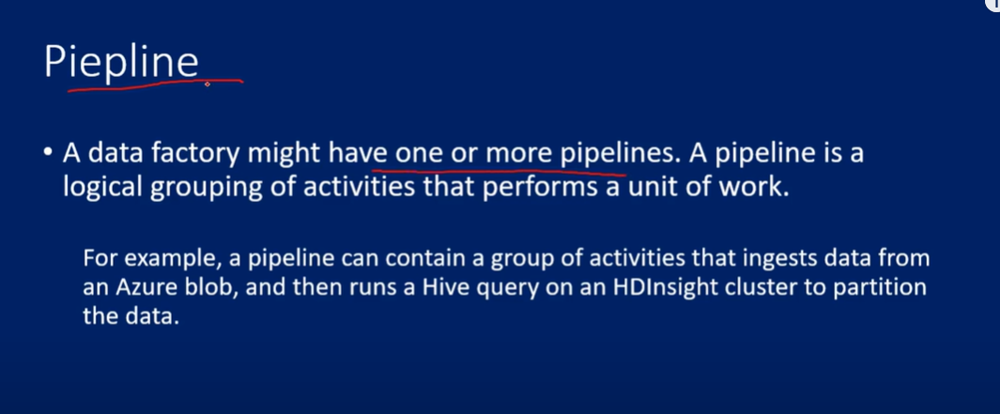 Piepline
• A data factory might have one or more pipelines. A pipeline is a
logical grouping of activities that performs a unit of work.
For example, a pipeline can contain a group of activities that ingests data from
an Azure blob, and then runs a Hive query on an HDInsight cluster to partition
the data.